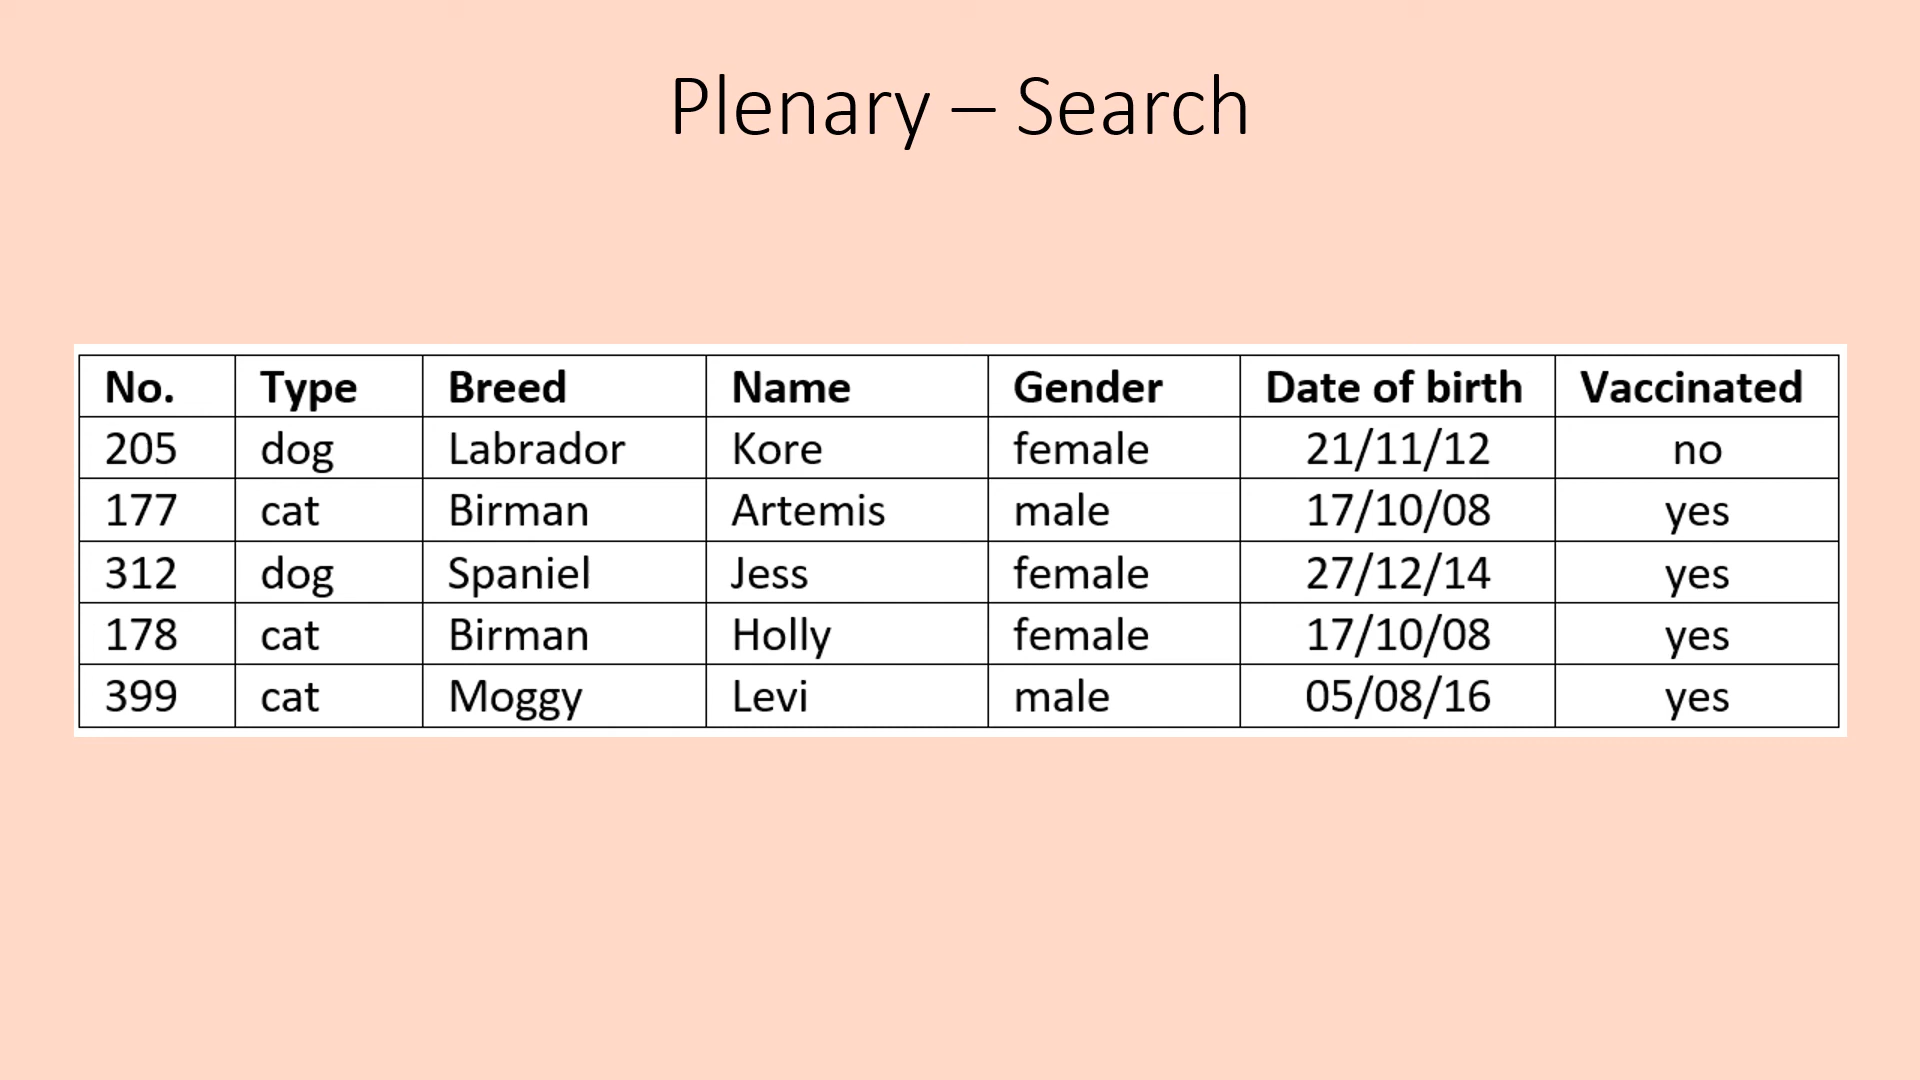 Plenary – Search
No. Type Breed Name Gender Date of birth Vaccinated
205 dog Labrador Kore female 21/11/12 no
177 cat Birman Artemis male 17/10/08 yes
312 dog Spaniel Jess female 27/12/14 yes
178 cat Birman Holly female 17/10/08 yes
399 cat Moggy Levi male 05/08/16 yes